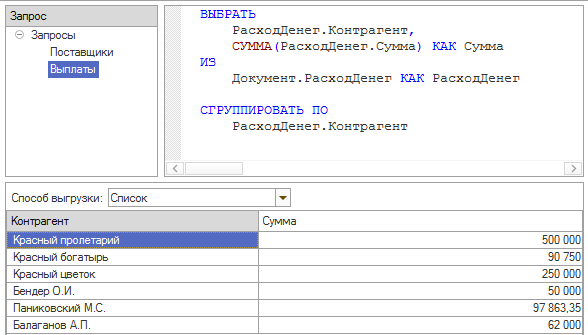 Запрос
Запросы
Поставщики
Выплаты
ВЫБРАТЬ
РасходДенег.Контрагент,
СУММА(РасходДенег.Сумма) КАК Сумма
ИЗ
Документ.РасходДенег КАК РасходДенег
СГРУППИРОВАТЬ ПО
РасходДенег.Контрагент
Способ выгрузки: Список
Контрагент Сумма
Красный пролетарий 500 000
Красный богатырь 90 750
Красный цветок 250 000
Бендер О.И. 50 000
Паниковский М.С. 97 863,35
Балаганов А.П. 62 000